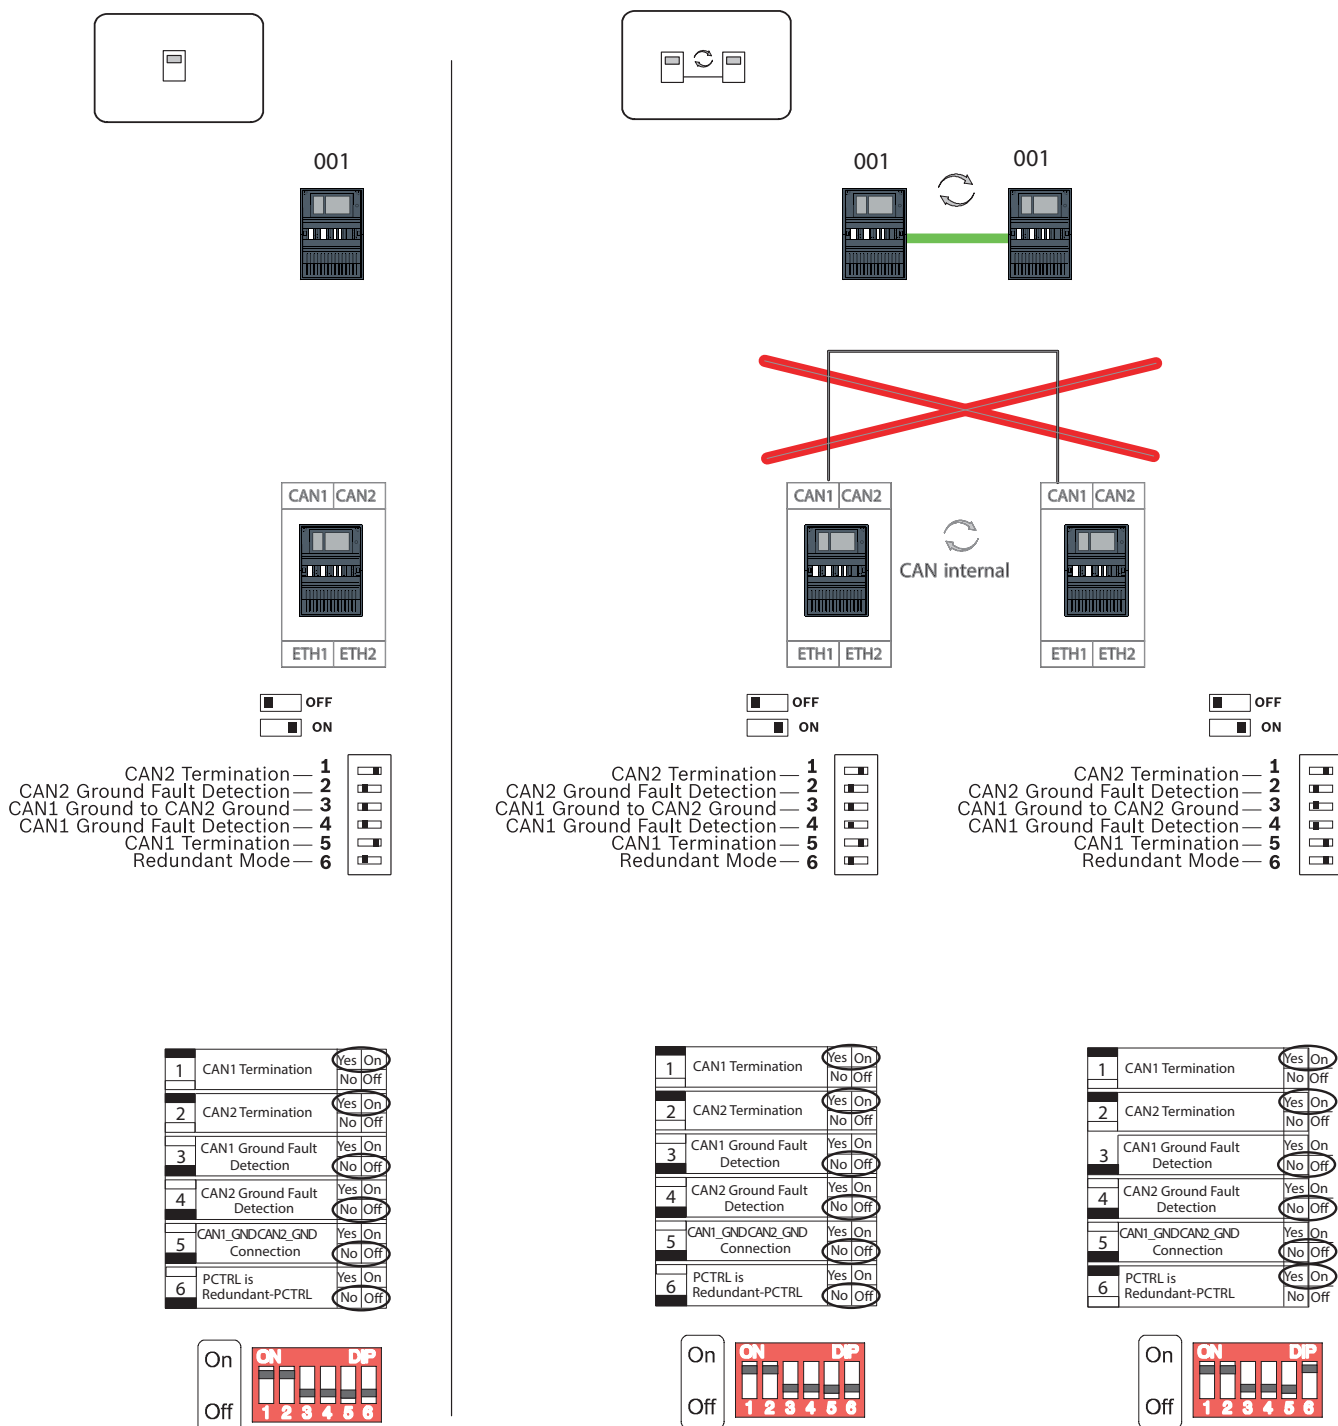 001
CAN1 CAN2
ETH1 ETH2
OFF
ON
CAN2 Termination — 1
CAN2 Ground Fault Detection — 2
CAN1 Ground to CAN2 Ground — 3
CAN1 Ground Fault Detection — 4
CAN1 Termination — 5
Redundant Mode — 6
1 CAN1 Termination Yes On
No Off
2 CAN2 Termination Yes On
No Off
3 CAN1 Ground Fault Yes On
Detection No Off
4 CAN2 Ground Fault Yes On
Detection No Off
5 CAN1_GNDCAN2_GND Yes On
Connection No Off
6 PCTRL is Yes On
Redundant-PCTRL No Off
On
Off
ON DIP
1 2 3 4 5 6
001 001
CAN1 CAN2 CAN1 CAN2
CAN internal
ETH1 ETH2 ETH1 ETH2
OFF
ON
CAN2 Termination — 1
CAN2 Ground Fault Detection — 2
CAN1 Ground to CAN2 Ground — 3
CAN1 Ground Fault Detection — 4
CAN1 Termination — 5
Redundant Mode — 6
1 CAN1 Termination Yes On
No Off
2 CAN2 Termination Yes On
No Off
3 CAN1 Ground Fault Yes On
Detection No Off
4 CAN2 Ground Fault Yes On
Detection No Off
5 CAN1_GNDCAN2_GND Yes On
Connection No Off
6 PCTRL is Yes On
Redundant-PCTRL No Off
On
Off
ON DIP
1 2 3 4 5 6
OFF
ON
CAN2 Termination — 1
CAN2 Ground Fault Detection — 2
CAN1 Ground to CAN2 Ground — 3
CAN1 Ground Fault Detection — 4
CAN1 Termination — 5
Redundant Mode — 6
1 CAN1 Termination Yes On
No Off
2 CAN2 Termination Yes On
No Off
3 CAN1 Ground Fault Yes On
Detection No Off
4 CAN2 Ground Fault Yes On
Detection No Off
5 CAN1_GNDCAN2_GND Yes On
Connection No Off
6 PCTRL is Yes On
Redundant-PCTRL No Off
On
Off
ON DIP
1 2 3 4 5 6